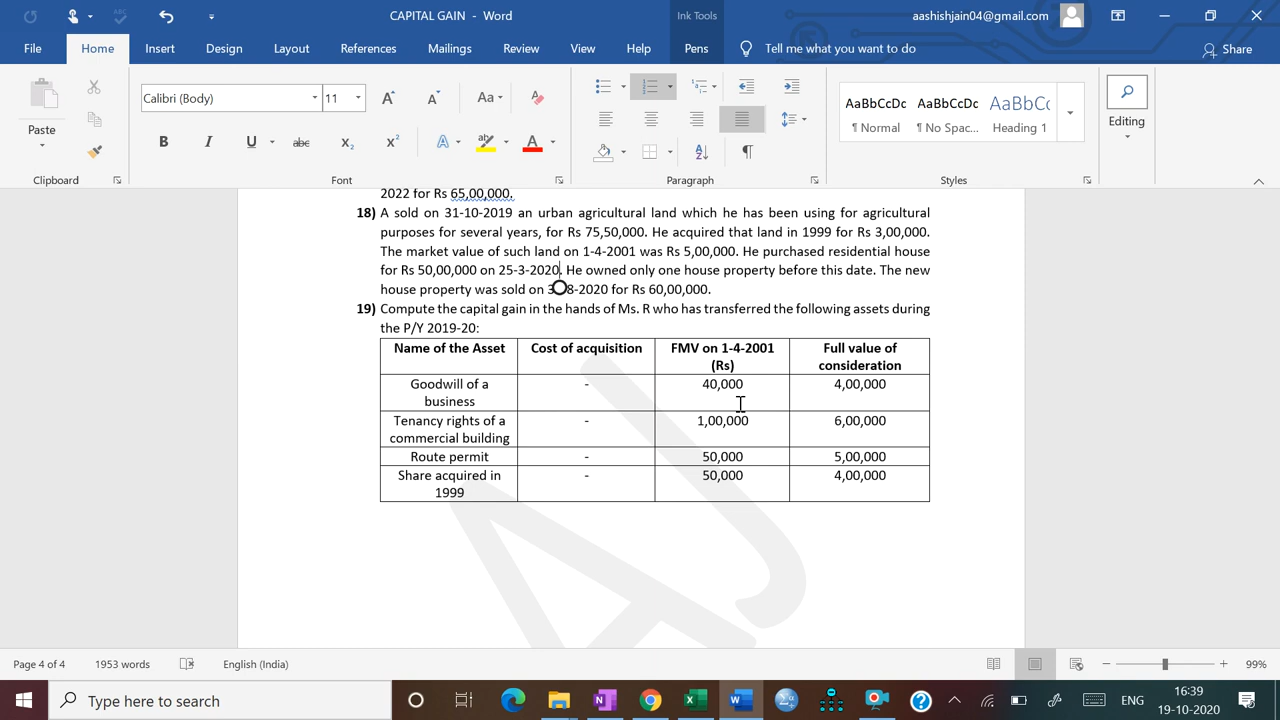 CAPITAL GAIN - Word
Ink Tools
aashishjain04@gmail.com
File Home Insert Design Layout References Mailings Review View Help Pens Tell me what you want to do Share
Calibri (Body) 11 Aa
AaBbCcDc AaBbCcDc AaBbCc
Paste
¶ Normal ¶ No Spac... Heading 1
Editing
B I U abc X₂ X² A A
Clipboard Font Paragraph Styles
2022 for Rs 65,00,000.
18) A sold on 31-10-2019 an urban agricultural land which he has been using for agricultural
purposes for several years, for Rs 75,50,000. He acquired that land in 1999 for Rs 3,00,000.
The market value of such land on 1-4-2001 was Rs 5,00,000. He purchased residential house
for Rs 50,00,000 on 25-3-2020. He owned only one house property before this date. The new
house property was sold on 8-2020 for Rs 60,00,000.
19) Compute the capital gain in the hands of Ms. R who has transferred the following assets during
the P/Y 2019-20:
Name of the Asset Cost of acquisition FMV on 1-4-2001 (Rs) Full value of consideration
Goodwill of a business - 40,000 4,00,000
Tenancy rights of a commercial building - 1,00,000 6,00,000
Route permit - 50,000 5,00,000
Share acquired in 1999 - 50,000 4,00,000
AJ
Page 4 of 4 1953 words English (India) 99%
Type here to search
ENG
16:39
19-10-2020